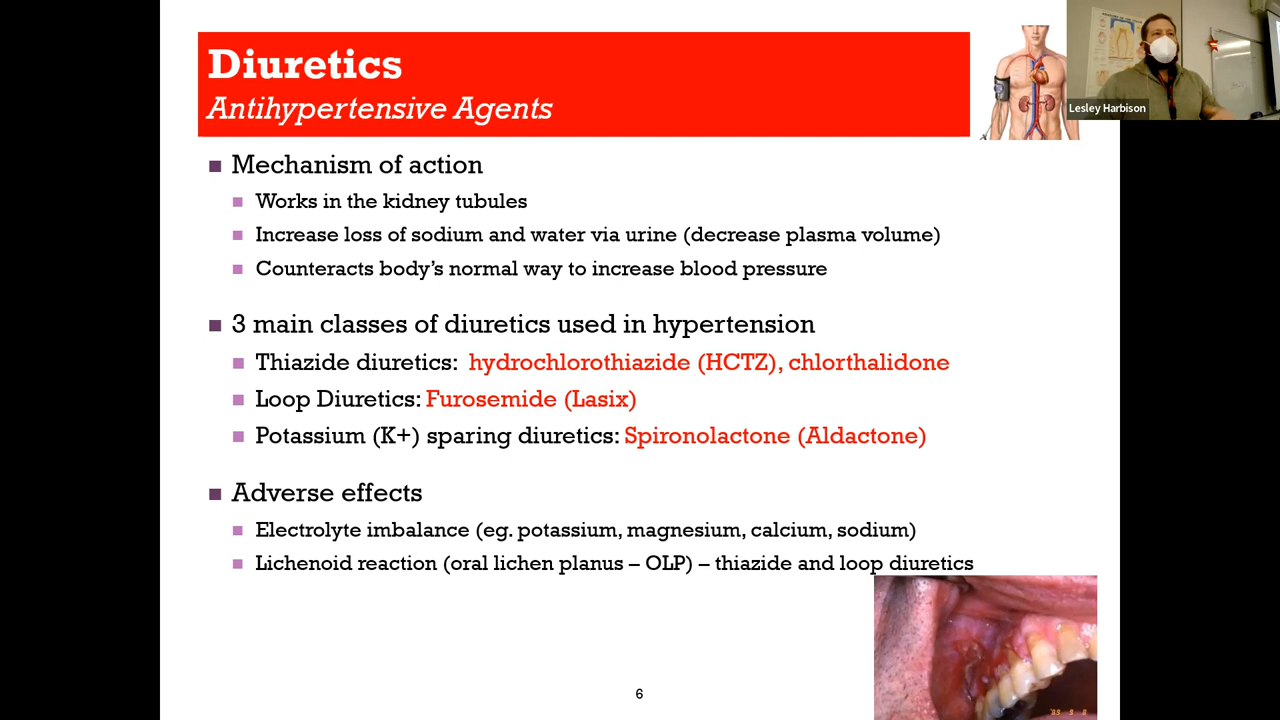 Diuretics
Antihypertensive Agents
Lesley Harbison
Mechanism of action
Works in the kidney tubules
Increase loss of sodium and water via urine (decrease plasma volume)
Counteracts body's normal way to increase blood pressure
3 main classes of diuretics used in hypertension
Thiazide diuretics: hydrochlorothiazide (HCTZ), chlorthalidone
Loop Diuretics: Furosemide (Lasix)
Potassium (K+) sparing diuretics: Spironolactone (Aldactone)
Adverse effects
Electrolyte imbalance (eg. potassium, magnesium, calcium, sodium)
Lichenoid reaction (oral lichen planus – OLP) – thiazide and loop diuretics
6